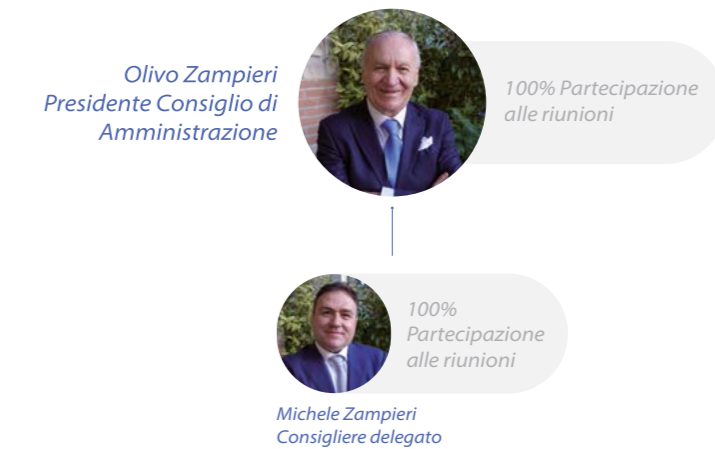 Olivo Zampieri
Presidente Consiglio di
Amministrazione
100% Partecipazione
alle riunioni
100%
Partecipazione
alle riunioni
Michele Zampieri
Consigliere delegato